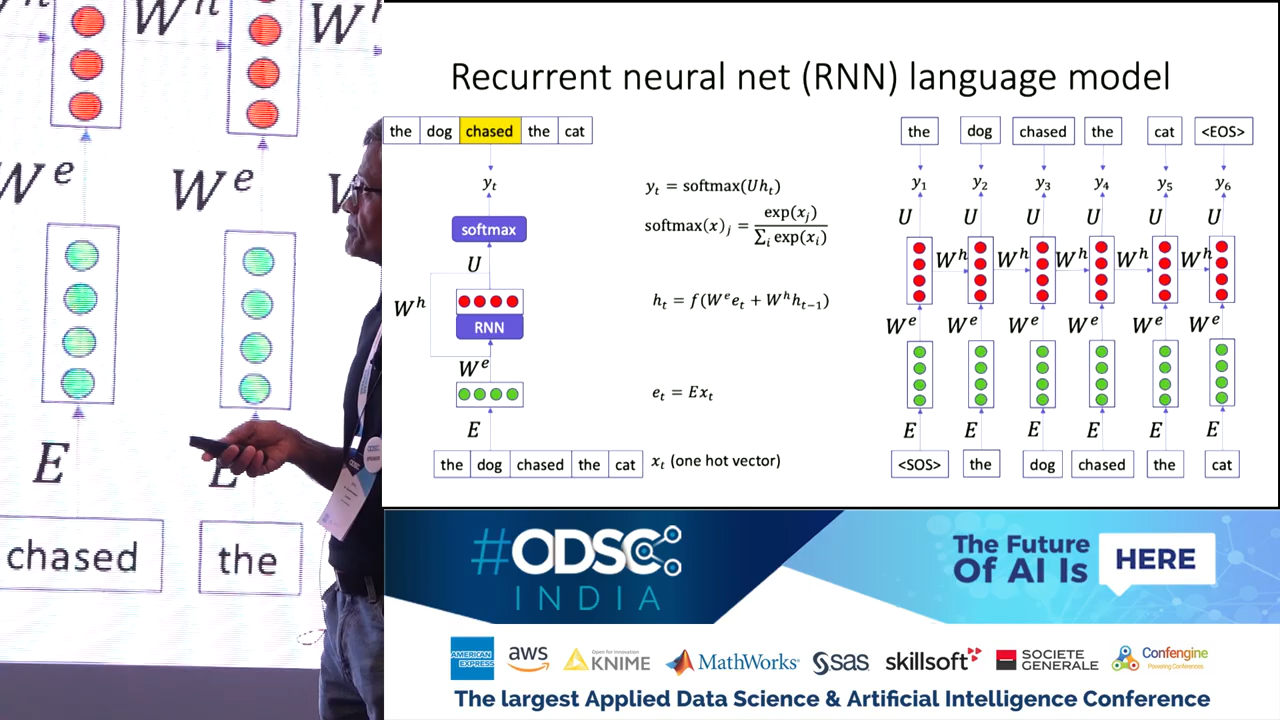 W^h W^h
W^e W^e
E E
chased the
Recurrent neural net (RNN) language model
the dog chased the cat
y_t
softmax
U
W^h
RNN
W^e
E
the dog chased the cat
y_t = softmax(Uh_t)
softmax(x)_j = exp(x_j) / ∑_i exp(x_i)
h_t = f(W^e e_t + W^h h_{t-1})
e_t = Ex_t
x_t (one hot vector)
the dog chased the cat <EOS>
y_1 y_2 y_3 y_4 y_5 y_6
U U U U U U
W^h W^h W^h W^h W^h
W^e W^e W^e W^e W^e W^e
E E E E E E
<SOS> the dog chased the cat
#ODSC
INDIA
The Future
Of AI Is HERE
AMERICAN
EXPRESS
aws
Open for Innovation
KNIME
MathWorks
sas
skillsoft
SOCIETE
GENERALE
Confengine
Powering Conferences
The largest Applied Data Science & Artificial Intelligence Conference